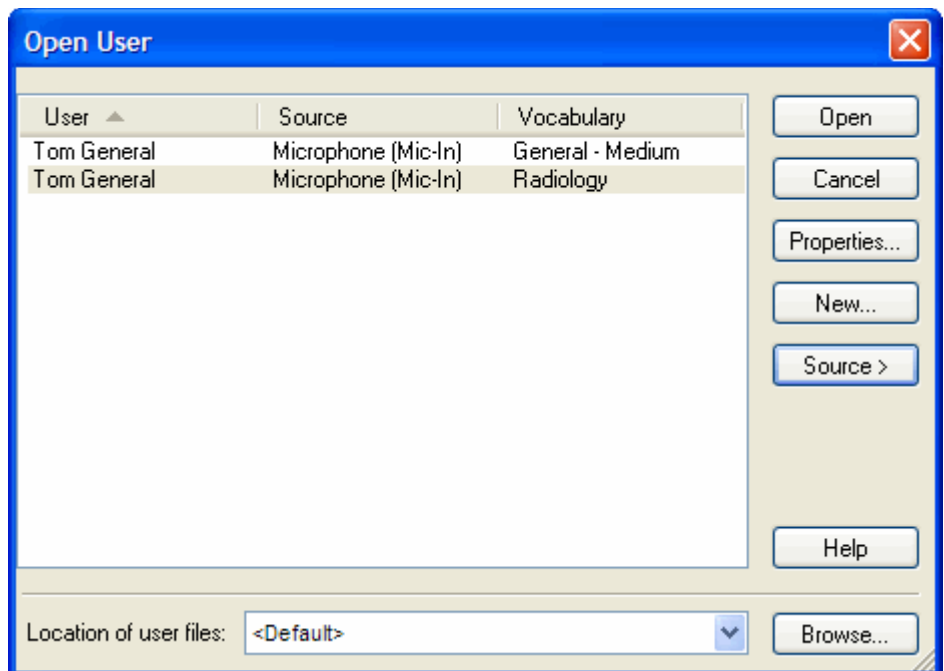 Open User
User Source Vocabulary
Tom General Microphone (Mic-In) General - Medium
Tom General Microphone (Mic-In) Radiology
Open
Cancel
Properties...
New...
Source >
Help
Location of user files: <Default> Browse...